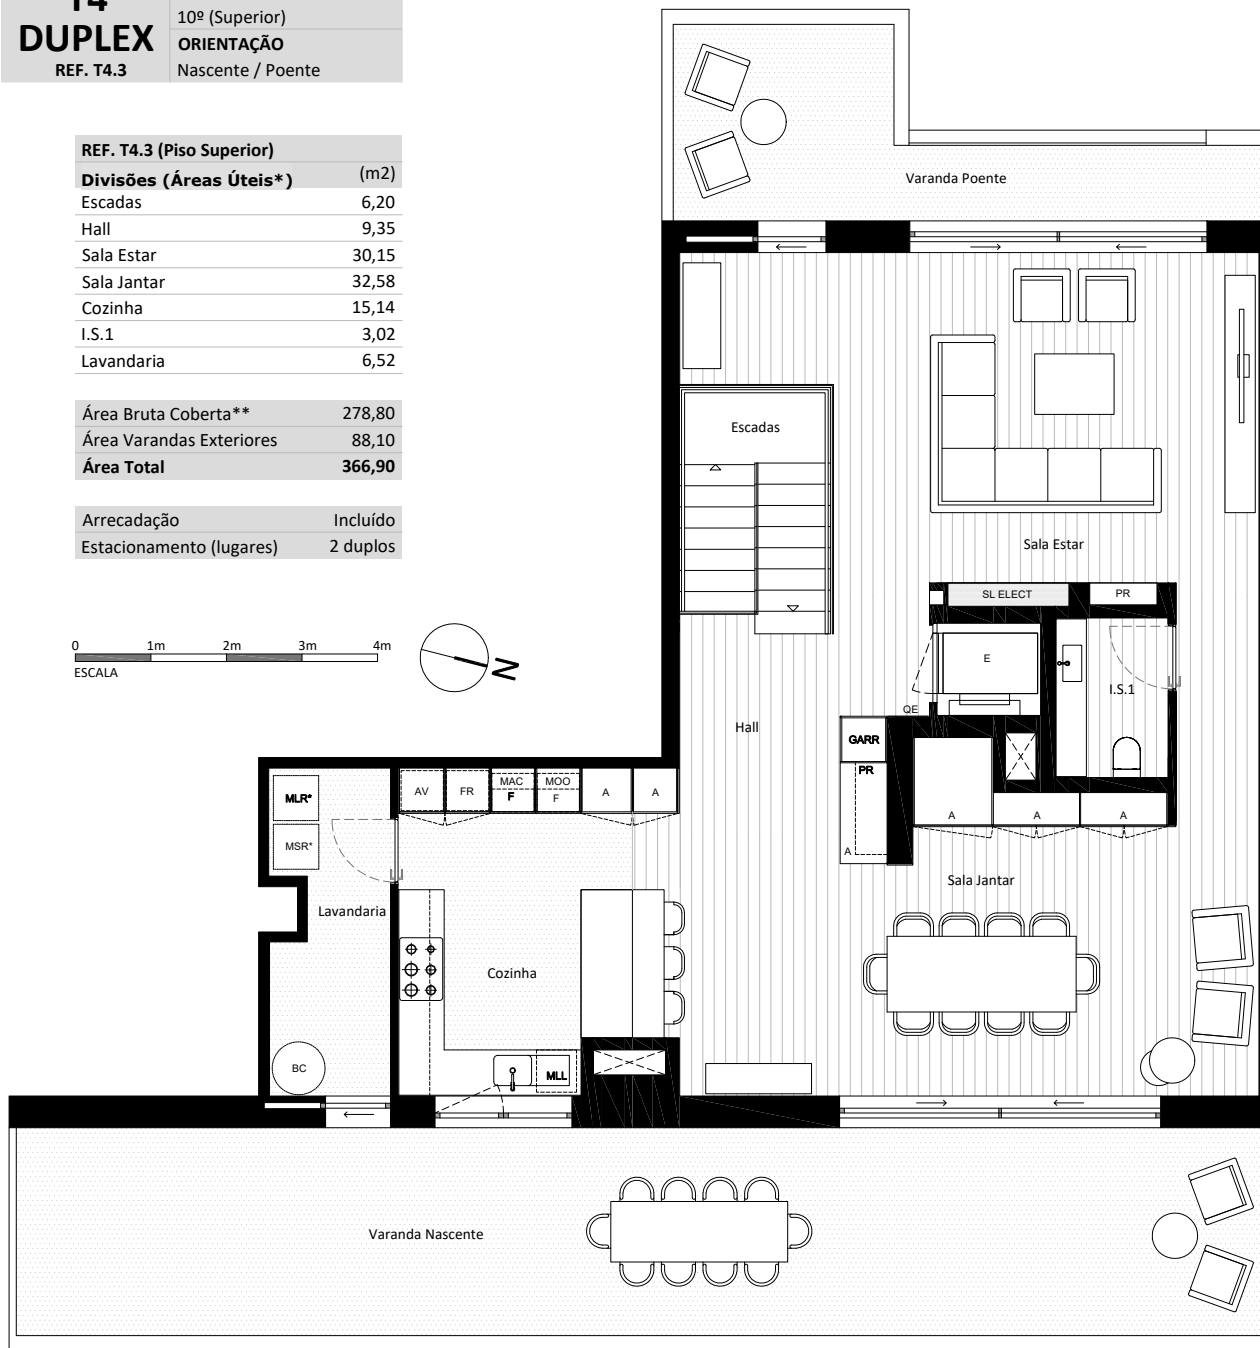 T4
DUPLEX
REF. T4.3
10º (Superior)
ORIENTAÇÃO
Nascente / Poente
REF. T4.3 (Piso Superior)
Divisões (Áreas Úteis*) (m2)
Escadas 6,20
Hall 9,35
Sala Estar 30,15
Sala Jantar 32,58
Cozinha 15,14
I.S.1 3,02
Lavandaria 6,52
Área Bruta Coberta** 278,80
Área Varandas Exteriores 88,10
Área Total 366,90
Arrecadação Incluído
Estacionamento (lugares) 2 duplos
0 1m 2m 3m 4m
ESCALA
N
Varanda Poente
Escadas
Sala Estar
SL ELECT
PR
E
I.S.1
QE
Hall
GARR
PR
X
A
A
A
A
Sala Jantar
MLR*
MSR*
AV
FR
MAC
F
MOO
F
A
A
Lavandaria
Cozinha
BC
MLL
Varanda Nascente